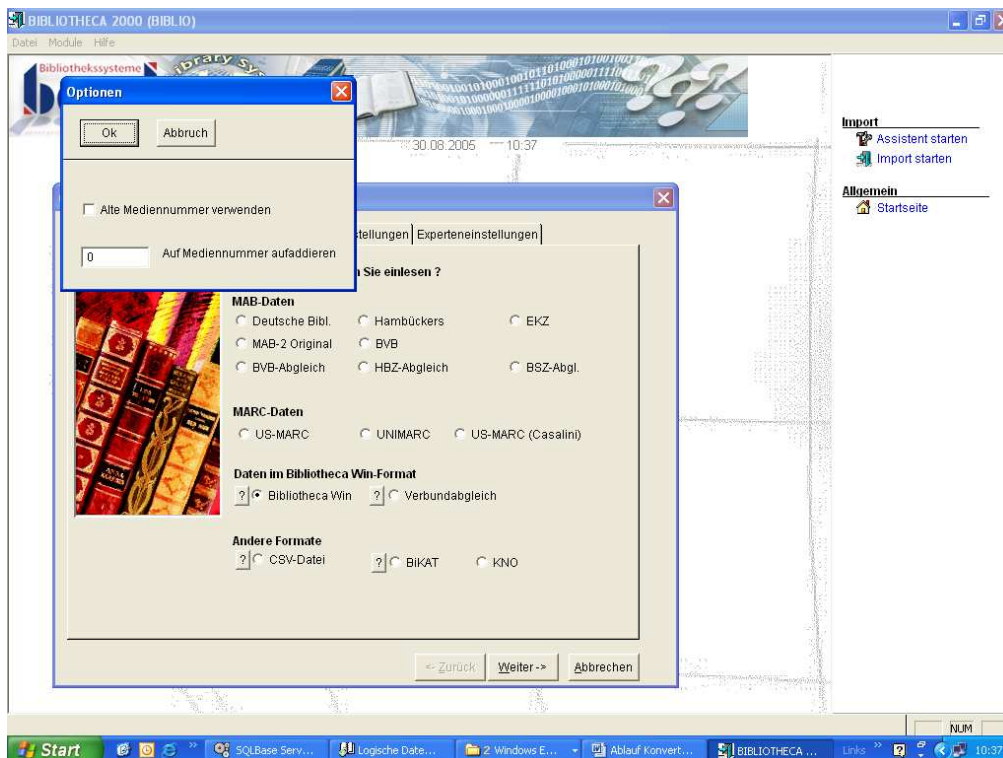 BIBLIOTHECA 2000 (BIBLIO)
Datei Module Hilfe
Bibliothekssysteme
Library
Optionen
Ok Abbruch
30.08.2005 10:37
Alte Mediennummer verwenden
0 Auf Mediennummer aufaddieren
Import
Assistent starten
Import starten
Allgemein
Startseite
Experteneinstellungen
Sie einlesen ?
MAB-Daten
Deutsche Bibl. Hambückers EKZ
MAB-2 Original BVB
BVB-Abgleich HBZ-Abgleich BSZ-Abgl.
MARC-Daten
US-MARC UNIMARC US-MARC (Casalini)
Daten im Bibliotheca Win-Format
? Bibliotheca Win ? Verbundabgleich
Andere Formate
? CSV-Datei ? BiKAT KNO
<- Zurück Weiter -> Abbrechen
NUM
Start SQLBase Serv... Logische Date... 2 Windows E... Ablauf Konvert... BIBLIOTHECA ... Links 10:37